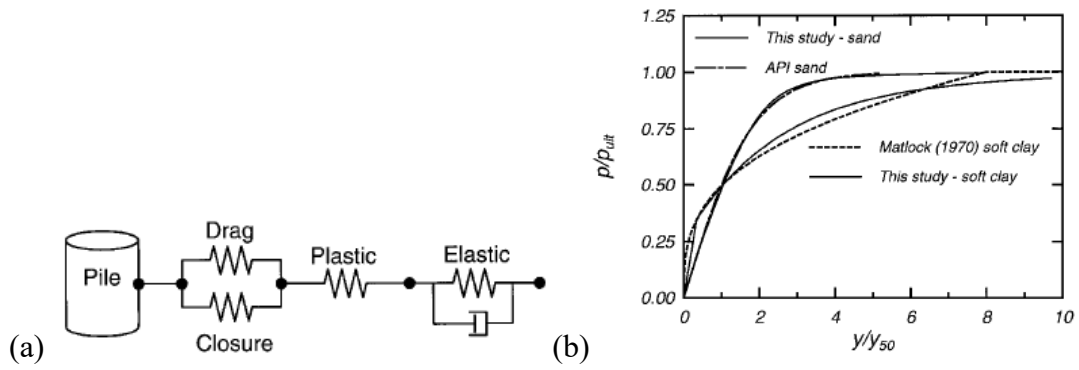 (a)
Pile
Drag
Closure
Plastic
Elastic
(b)
p/p_ult
1.25
1.00
0.75
0.50
0.25
0.00
This study - sand
API sand
Matlock (1970) soft clay
This study - soft clay
0 2 4 6 8 10
y/y_50